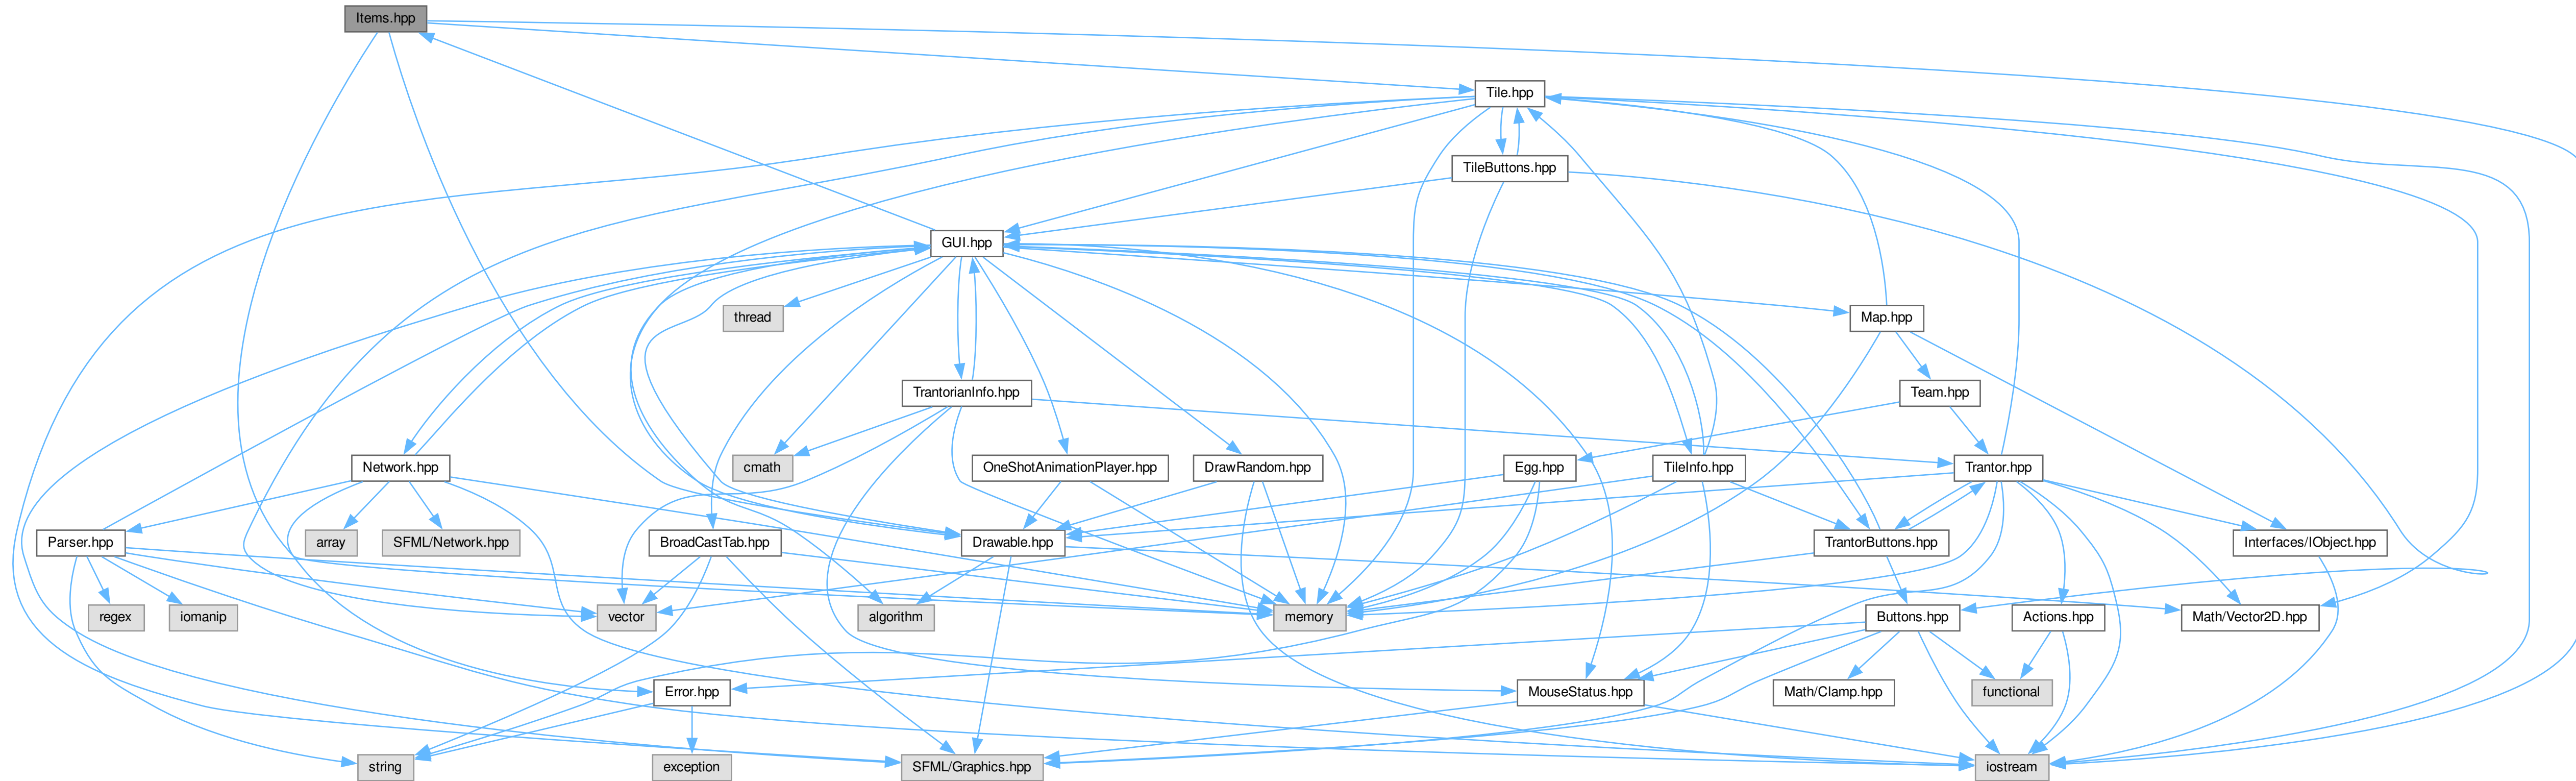 Items.hpp
Tile.hpp
TileButtons.hpp
GUI.hpp
thread
Map.hpp
TrantorianInfo.hpp
Team.hpp
Network.hpp
cmath
OneShotAnimationPlayer.hpp
DrawRandom.hpp
Egg.hpp
TileInfo.hpp
Trantor.hpp
Parser.hpp
array
SFML/Network.hpp
BroadCastTab.hpp
Drawable.hpp
TrantorButtons.hpp
Interfaces/IObject.hpp
regex
iomanip
vector
algorithm
memory
Buttons.hpp
Actions.hpp
Math/Vector2D.hpp
Error.hpp
MouseStatus.hpp
Math/Clamp.hpp
functional
string
exception
SFML/Graphics.hpp
iostream